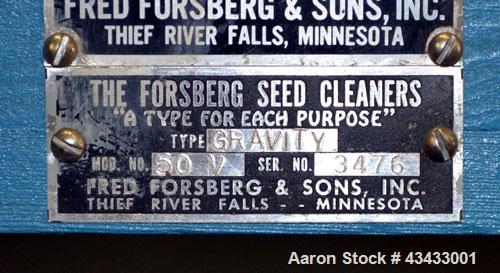 FRED FORSBERG & SONS, INC.
THIEF RIVER FALLS, MINNESOTA
THE FORSBERG SEED CLEANERS
"A TYPE FOR EACH PURPOSE"
TYPE GRAVITY
MOD. NO. 50 V SER. NO. 3476
FRED FORSBERG & SONS, INC.
THIEF RIVER FALLS - - MINNESOTA
Aaron Stock # 43433001